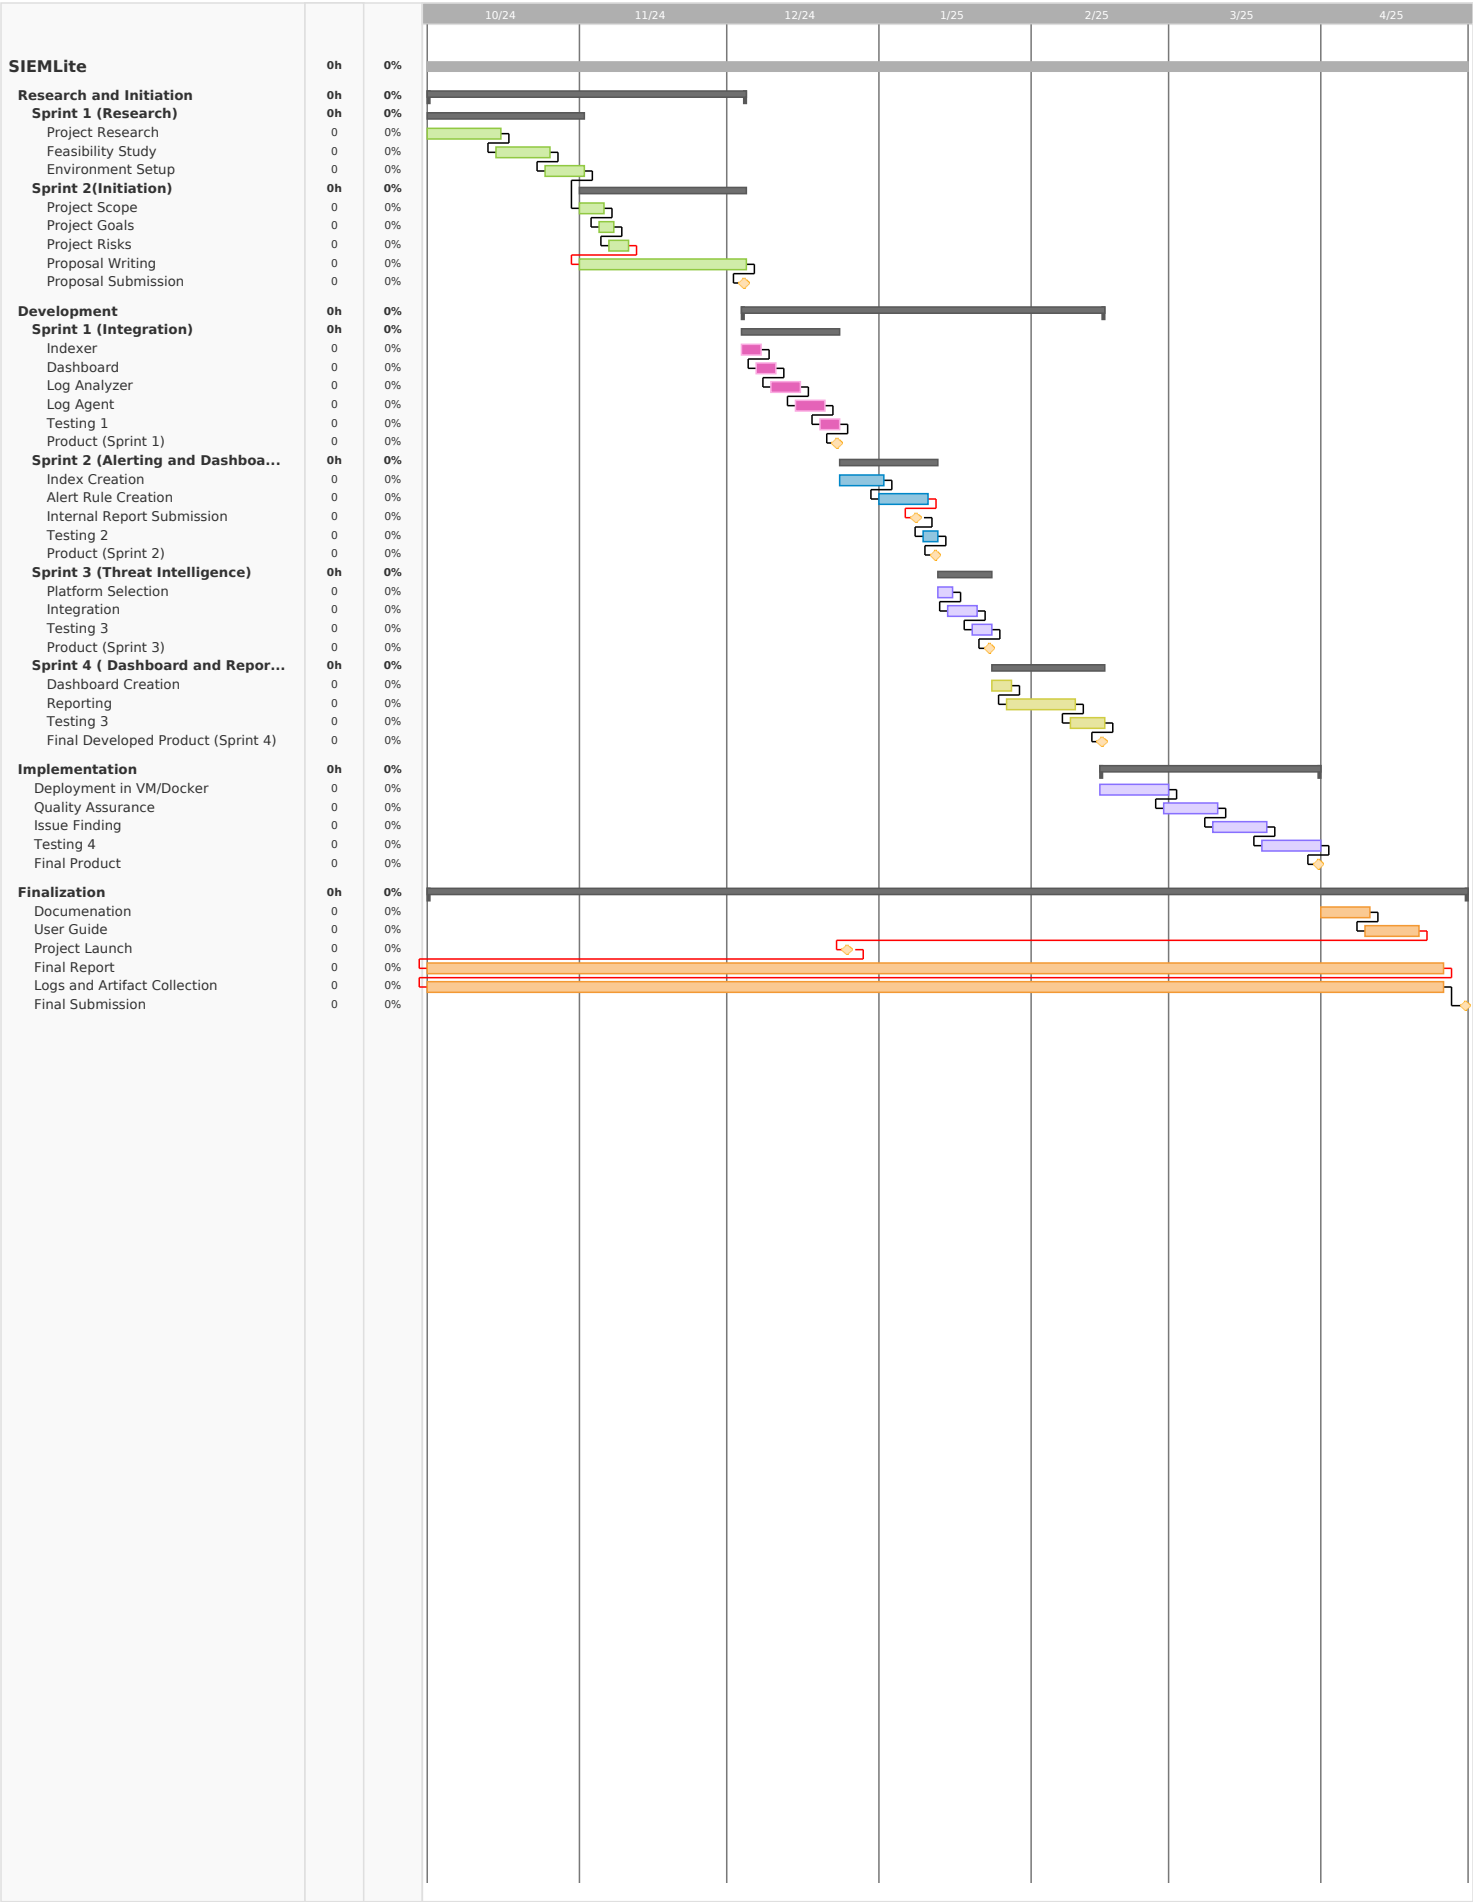 10/24 11/24 12/24 1/25 2/25 3/25 4/25
SIEMLite 0h 0%
Research and Initiation 0h 0%
Sprint 1 (Research) 0h 0%
Project Research 0 0%
Feasibility Study 0 0%
Environment Setup 0 0%
Sprint 2(Initiation) 0h 0%
Project Scope 0 0%
Project Goals 0 0%
Project Risks 0 0%
Proposal Writing 0 0%
Proposal Submission 0 0%
Development 0h 0%
Sprint 1 (Integration) 0h 0%
Indexer 0 0%
Dashboard 0 0%
Log Analyzer 0 0%
Log Agent 0 0%
Testing 1 0 0%
Product (Sprint 1) 0 0%
Sprint 2 (Alerting and Dashboa... 0h 0%
Index Creation 0 0%
Alert Rule Creation 0 0%
Internal Report Submission 0 0%
Testing 2 0 0%
Product (Sprint 2) 0 0%
Sprint 3 (Threat Intelligence) 0h 0%
Platform Selection 0 0%
Integration 0 0%
Testing 3 0 0%
Product (Sprint 3) 0 0%
Sprint 4 ( Dashboard and Repor... 0h 0%
Dashboard Creation 0 0%
Reporting 0 0%
Testing 3 0 0%
Final Developed Product (Sprint 4) 0 0%
Implementation 0h 0%
Deployment in VM/Docker 0 0%
Quality Assurance 0 0%
Issue Finding 0 0%
Testing 4 0 0%
Final Product 0 0%
Finalization 0h 0%
Documenation 0 0%
User Guide 0 0%
Project Launch 0 0%
Final Report 0 0%
Logs and Artifact Collection 0 0%
Final Submission 0 0%